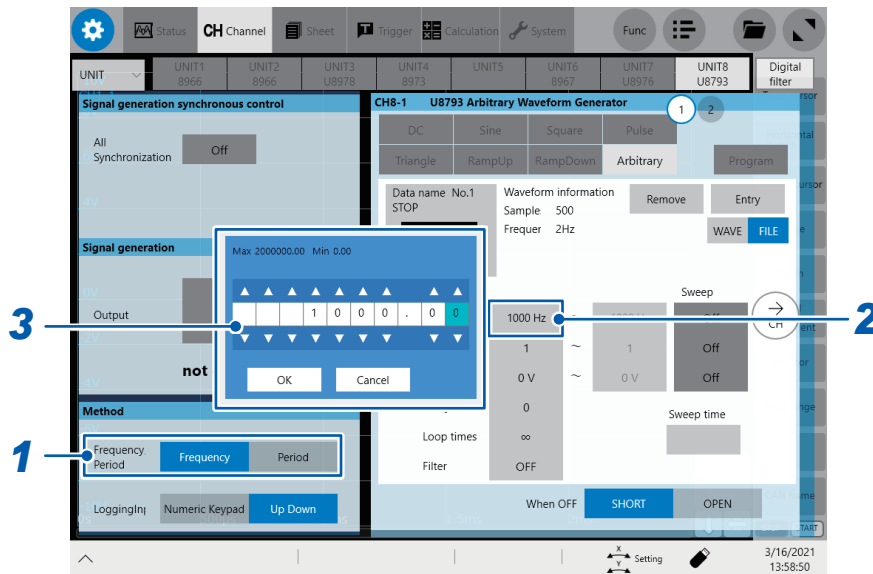 Status
CH Channel
Sheet
Trigger
Calculation
System
Func
UNIT
UNIT1
8966
UNIT2
8966
UNIT3
U8978
UNIT4
8973
UNIT5
UNIT6
8967
UNIT7
U8976
UNIT8
U8793
Digital
filter
Signal generation synchronous control
All
Synchronization
Off
Signal generation
Output
not
Method
Frequency.
Period
Frequency
Period
LoggingInj
Numeric Keypad
Up Down
CH8-1 U8793 Arbitrary Waveform Generator
1
2
DC
Sine
Square
Pulse
Triangle
RampUp
RampDown
Arbitrary
Program
Data name No.1
STOP
Waveform information
Sample 500
Frequer 2Hz
Remove
Entry
WAVE
FILE
Max 2000000.00 Min 0.00
1 0 0 0 . 0 0
OK
Cancel
Sweep
1000 Hz ~ 1000 Hz Off
1 ~ 1 Off
0 V ~ 0 V Off
0
Sweep time
Loop times ∞
Filter OFF
When OFF
SHORT
OPEN
→
CH
1
2
3
X
Y
Setting
START
3/16/2021
13:58:50